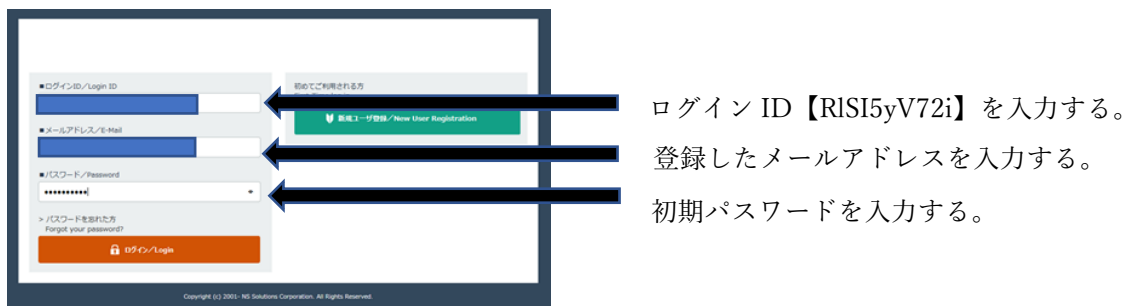 ■ログインID／Login ID
■メールアドレス／E-Mail
■パスワード／Password
> パスワードを忘れた方
Forgot your password?
ログイン／Login
初めてご利用される方
新規ユーザ登録／New User Registration
Copyright (c) 2001- NS Solutions Corporation. All Rights Reserved.
ログイン ID【RlSI5yV72i】を入力する。
登録したメールアドレスを入力する。
初期パスワードを入力する。